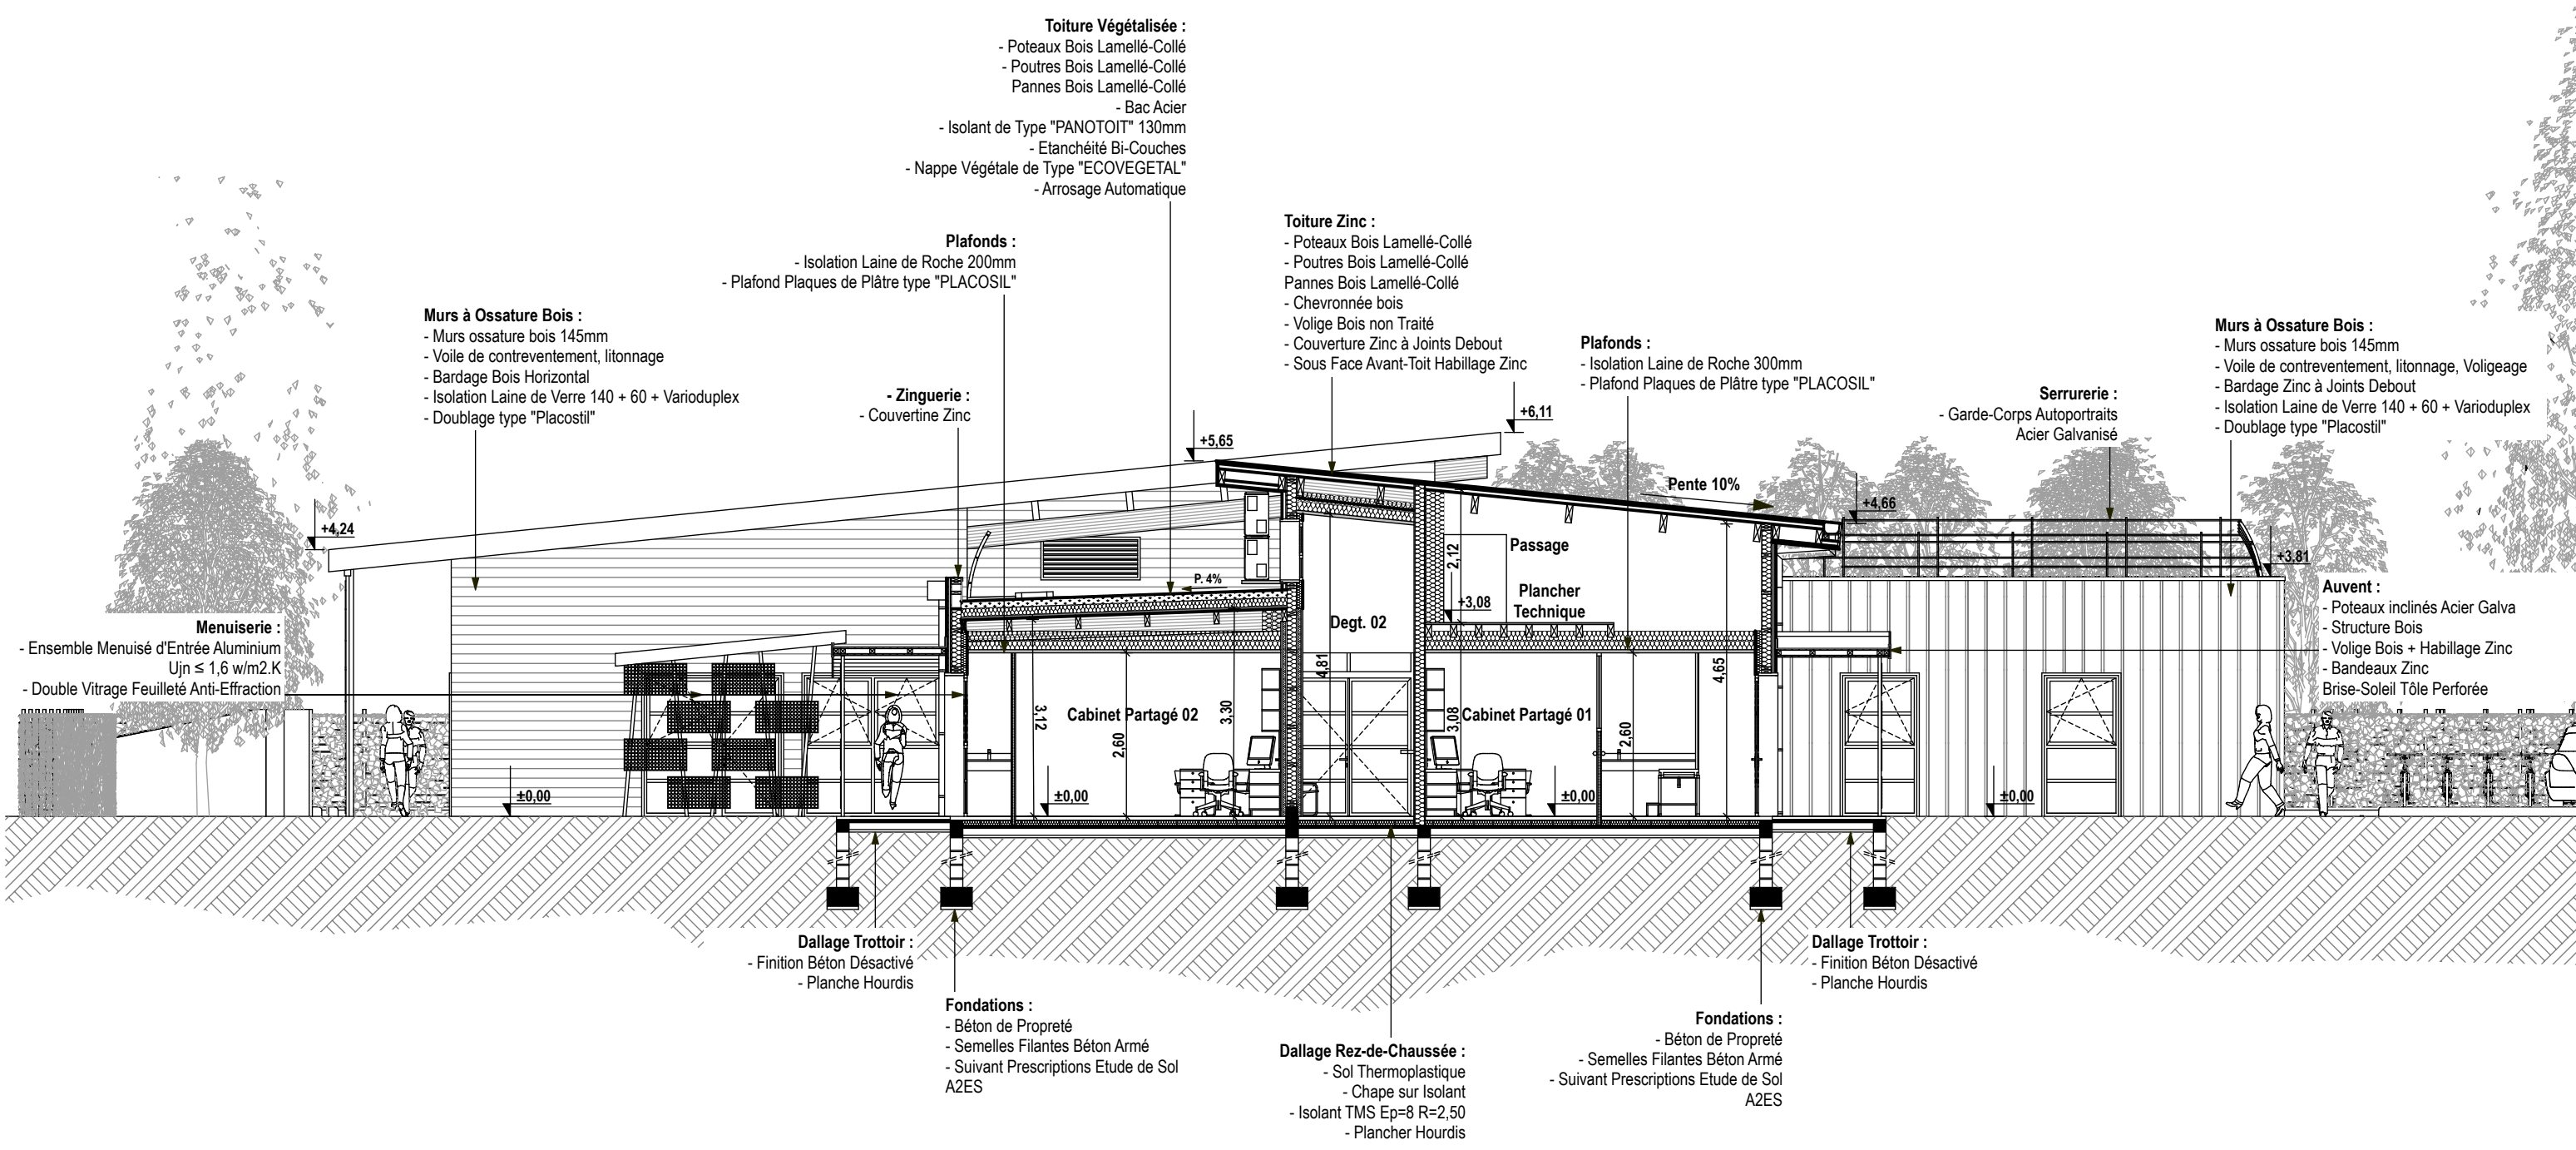 Toiture Végétalisée :
- Poteaux Bois Lamellé-Collé
- Poutres Bois Lamellé-Collé
Pannes Bois Lamellé-Collé
- Bac Acier
- Isolant de Type "PANOTOIT" 130mm
- Etanchéité Bi-Couches
- Nappe Végétale de Type "ECOVEGETAL"
- Arrosage Automatique
Plafonds :
- Isolation Laine de Roche 200mm
- Plafond Plaques de Plâtre type "PLACOSIL"
Toiture Zinc :
- Poteaux Bois Lamellé-Collé
- Poutres Bois Lamellé-Collé
Pannes Bois Lamellé-Collé
- Chevronnée bois
- Volige Bois non Traité
- Couverture Zinc à Joints Debout
- Sous Face Avant-Toit Habillage Zinc
Murs à Ossature Bois :
- Murs ossature bois 145mm
- Voile de contreventement, litonnage
- Bardage Bois Horizontal
- Isolation Laine de Verre 140 + 60 + Varioduplex
- Doublage type "Placostil"
- Zinguerie :
- Couvertine Zinc
Plafonds :
- Isolation Laine de Roche 300mm
- Plafond Plaques de Plâtre type "PLACOSIL"
Serrurerie :
- Garde-Corps Autoportraits
Acier Galvanisé
Murs à Ossature Bois :
- Murs ossature bois 145mm
- Voile de contreventement, litonnage, Voligeage
- Bardage Zinc à Joints Debout
- Isolation Laine de Verre 140 + 60 + Varioduplex
- Doublage type "Placostil"
+6,11
+5,65
Pente 10%
+4,66
+4,24
+3,81
Passage
2,12
P. 4%
Plancher
Technique
+3,08
Degt. 02
Menuiserie :
- Ensemble Menuisé d'Entrée Aluminium
Ujn ≤ 1,6 w/m2.K
- Double Vitrage Feuilleté Anti-Effraction
Auvent :
- Poteaux inclinés Acier Galva
- Structure Bois
- Volige Bois + Habillage Zinc
- Bandeaux Zinc
Brise-Soleil Tôle Perforée
3,12
Cabinet Partagé 02
2,60
3,30
4,81
3,08
Cabinet Partagé 01
2,60
4,65
±0,00
±0,00
±0,00
±0,00
Dallage Trottoir :
- Finition Béton Désactivé
- Planche Hourdis
Fondations :
- Béton de Propreté
- Semelles Filantes Béton Armé
- Suivant Prescriptions Etude de Sol
A2ES
Dallage Rez-de-Chaussée :
- Sol Thermoplastique
- Chape sur Isolant
- Isolant TMS Ep=8 R=2,50
- Plancher Hourdis
Fondations :
- Béton de Propreté
- Semelles Filantes Béton Armé
- Suivant Prescriptions Etude de Sol
A2ES
Dallage Trottoir :
- Finition Béton Désactivé
- Planche Hourdis